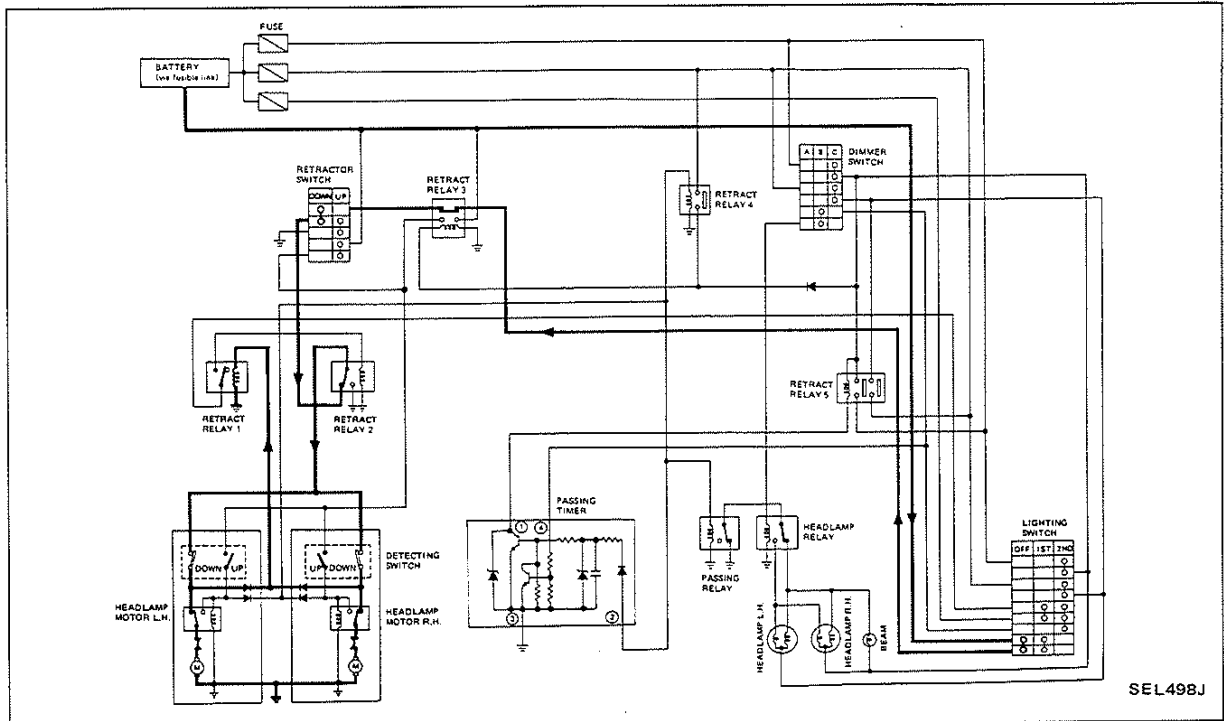 FUSE
BATTERY
(via fusible link)
RETRACTOR
SWITCH
DOWN UP
RETRACT
RELAY 3
RETRACT
RELAY 4
A B C
DIMMER
SWITCH
RETRACT
RELAY 1
RETRACT
RELAY 2
RETRACT
RELAY 5
PASSING
TIMER
1 4
3 2
DOWN UP
UP DOWN
DETECTING
SWITCH
HEADLAMP
MOTOR L.H.
HEADLAMP
MOTOR R.H.
M
M
PASSING
RELAY
HEADLAMP
RELAY
HEADLAMP L.H.
HEADLAMP R.H.
BEAM
LIGHTING
SWITCH
OFF 1ST 2ND
SEL498J